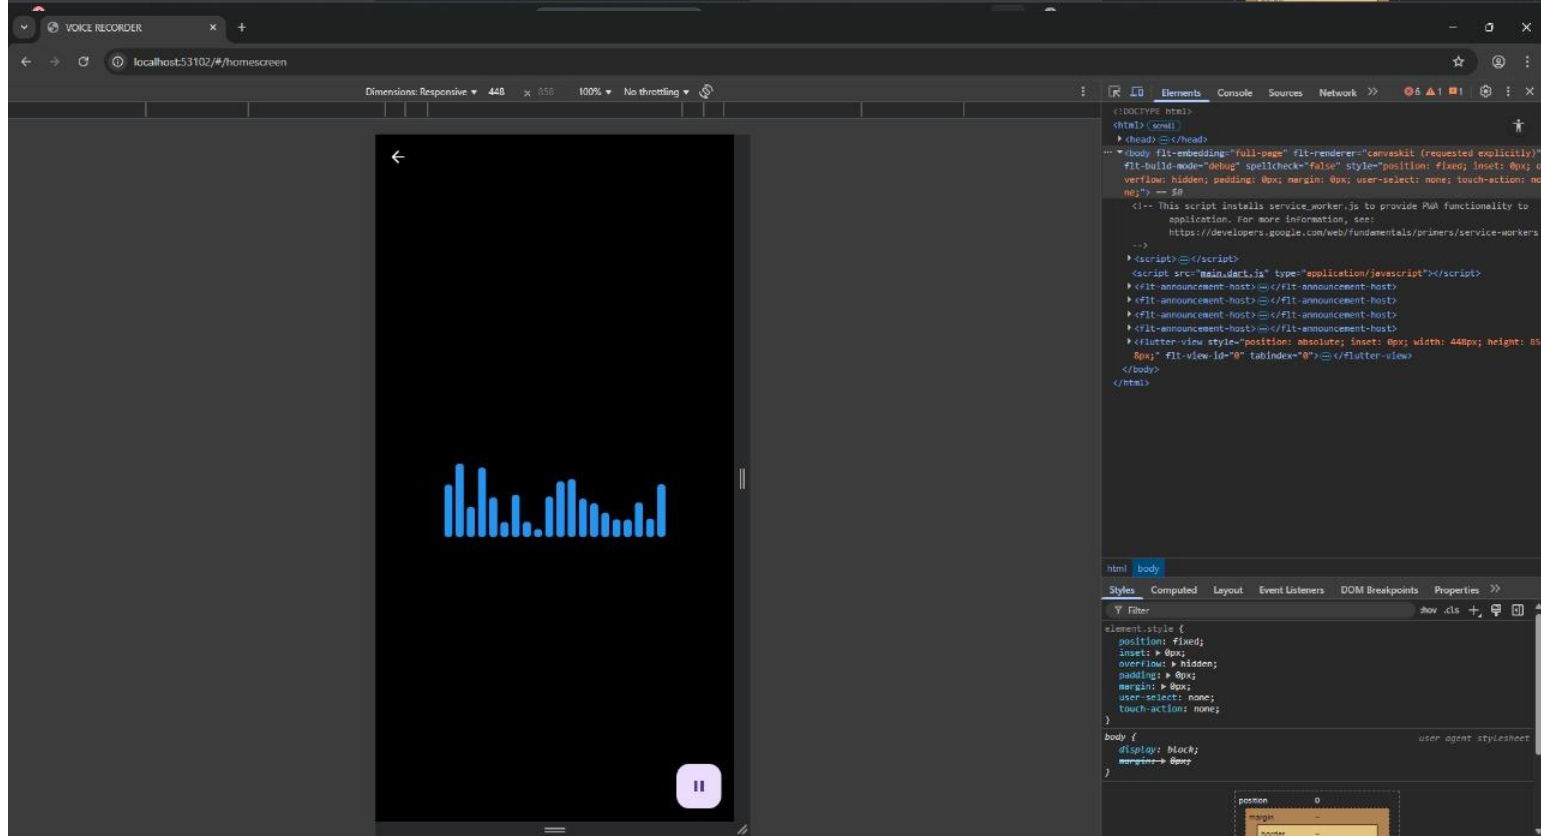 VOICE RECORDER
localhost:53102/#/homescreen
Dimensions: Responsive 448 x 858 100% No throttling
Elements Console Sources Network 6 1 1
<!DOCTYPE html>
<html> scroll
<head> </head>
<body flt-embedding="full-page" flt-renderer="canvaskit (requested explicitly)"
flt-build-mode="debug" spellcheck="false" style="position: fixed; inset: 0px; o
verflow: hidden; padding: 0px; margin: 0px; user-select: none; touch-action: no
ne;"> == $0
<!-- This script installs service_worker.js to provide PWA functionality to
application. For more information, see:
https://developers.google.com/web/fundamentals/primers/service-workers
-->
<script> </script>
<script src="main.dart.js" type="application/javascript"></script>
<flt-announcement-host> </flt-announcement-host>
<flt-announcement-host> </flt-announcement-host>
<flt-announcement-host> </flt-announcement-host>
<flt-announcement-host> </flt-announcement-host>
<flutter-view style="position: absolute; inset: 0px; width: 448px; height: 85
8px;" flt-view-id="0" tabindex="0"> </flutter-view>
</body>
</html>
html body
Styles Computed Layout Event Listeners DOM Breakpoints Properties
Filter :hov .cls
element.style {
position: fixed;
inset: 0px;
overflow: hidden;
padding: 0px;
margin: 0px;
user-select: none;
touch-action: none;
}
body { user agent stylesheet
display: block;
margin: 8px;
}
position 0
margin -
border -